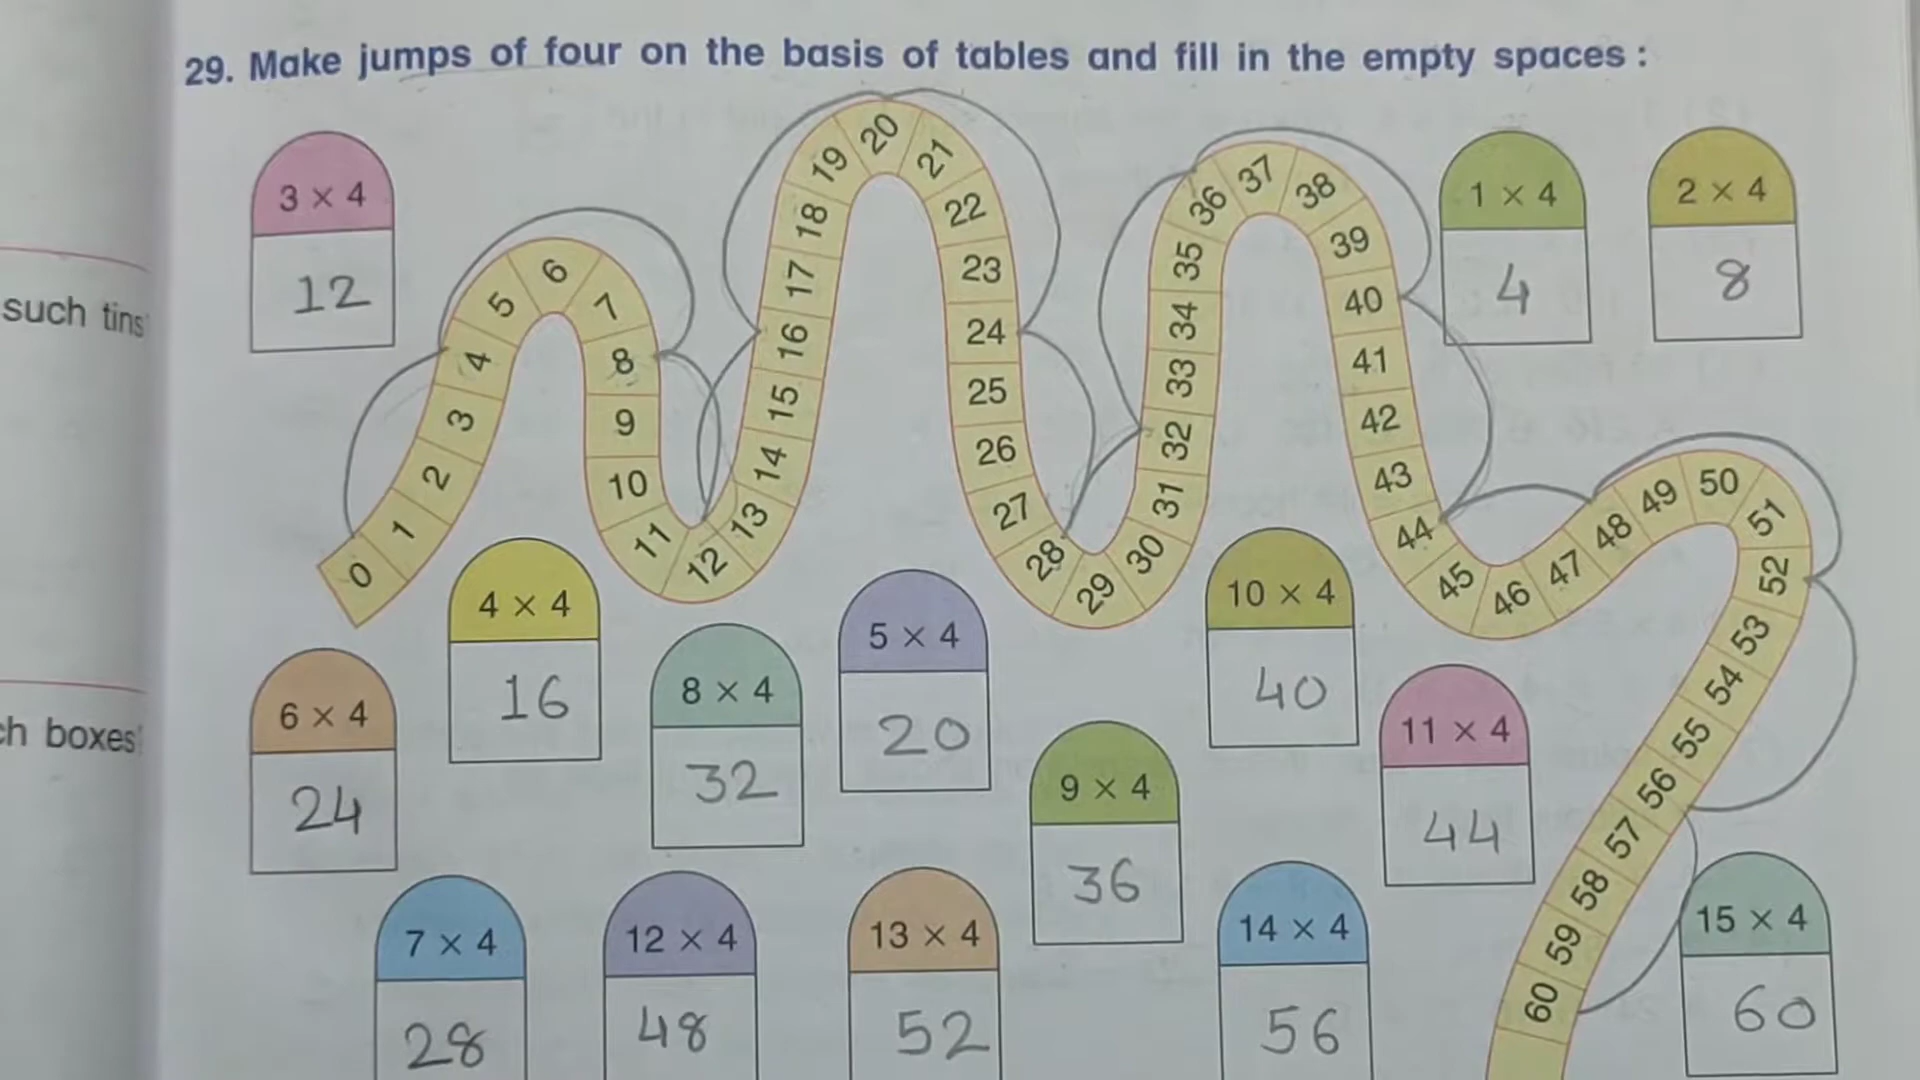 29. Make jumps of four on the basis of tables and fill in the empty spaces :
such tins
ch boxes
3 × 4
12
1 × 4
4
2 × 4
8
0 1 2 3 4 5 6 7 8 9 10 11 12 13 14 15 16 17 18 19 20 21 22 23 24 25 26 27 28 29 30 31 32 33 34 35 36 37 38 39 40 41 42 43 44 45 46 47 48 49 50 51 52 53 54 55 56 57 58 59 60
4 × 4
16
5 × 4
20
10 × 4
40
6 × 4
24
8 × 4
32
9 × 4
36
11 × 4
44
7 × 4
28
12 × 4
48
13 × 4
52
14 × 4
56
15 × 4
60